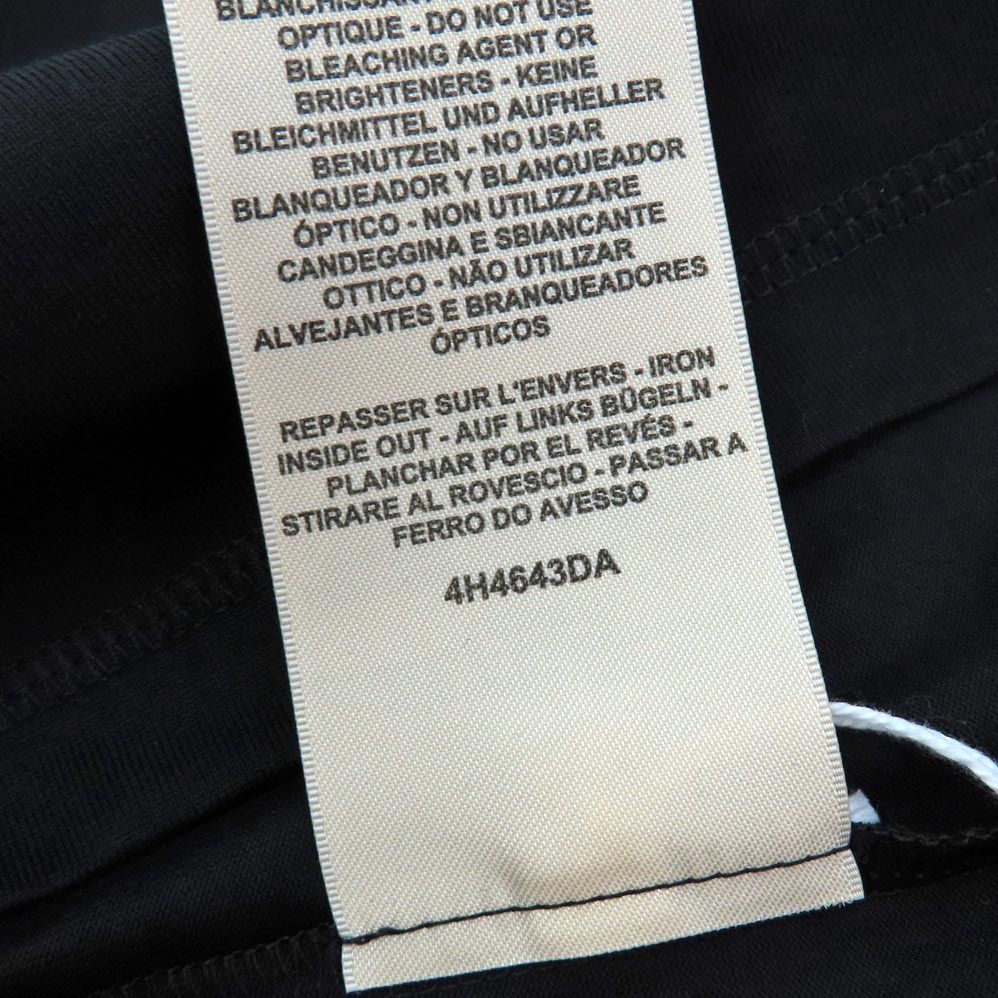 BLANCHISSANT
OPTIQUE - DO NOT USE
BLEACHING AGENT OR
BRIGHTENERS - KEINE
BLEICHMITTEL UND AUFHELLER
BENUTZEN - NO USAR
BLANQUEADOR Y BLANQUEADOR
ÓPTICO - NON UTILIZZARE
CANDEGGINA E SBIANCANTE
OTTICO - NÃO UTILIZAR
ALVEJANTES E BRANQUEADORES
ÓPTICOS
REPASSER SUR L'ENVERS - IRON
INSIDE OUT - AUF LINKS BÜGELN -
PLANCHAR POR EL REVÉS -
STIRARE AL ROVESCIO - PASSAR A
FERRO DO AVESSO
4H4643DA